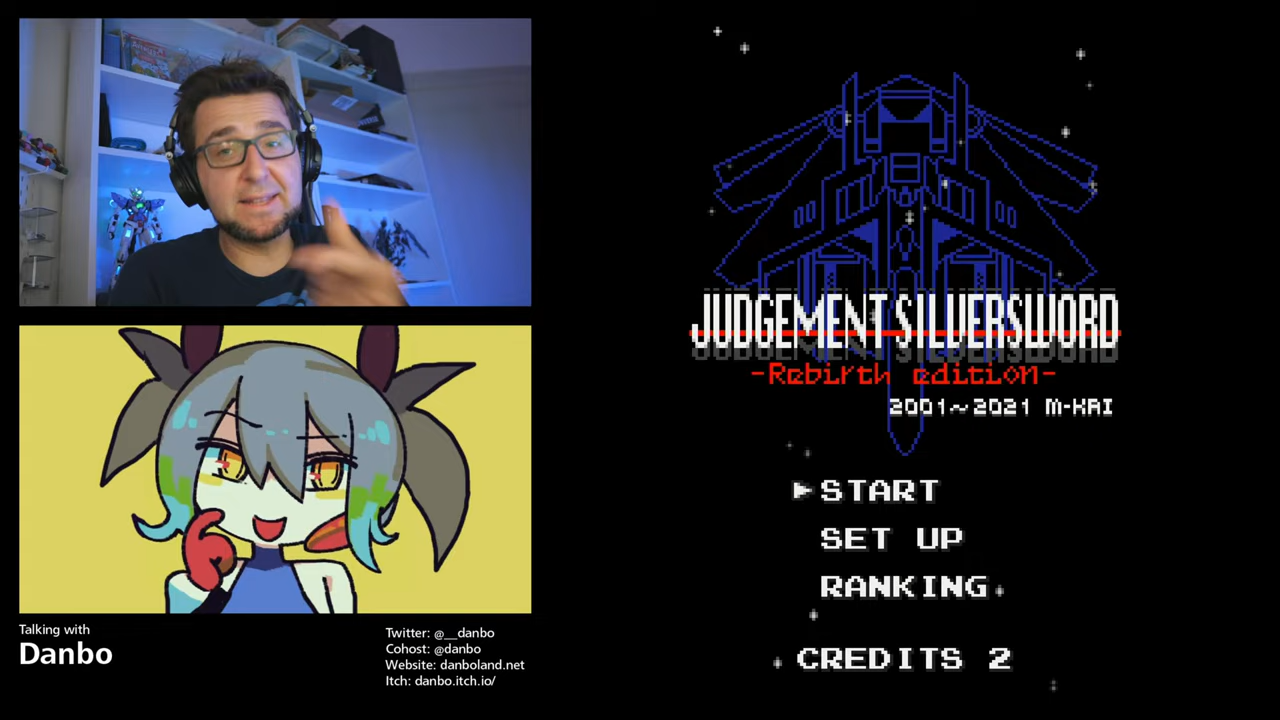 Talking with
Danbo
Twitter: @__danbo
Cohost: @danbo
Website: danboland.net
Itch: danbo.itch.io/
JUDGEMENT SILVERSWORD
-Rebirth edition-
2001~2021 M-KAI
START
SET UP
RANKING
CREDITS 2